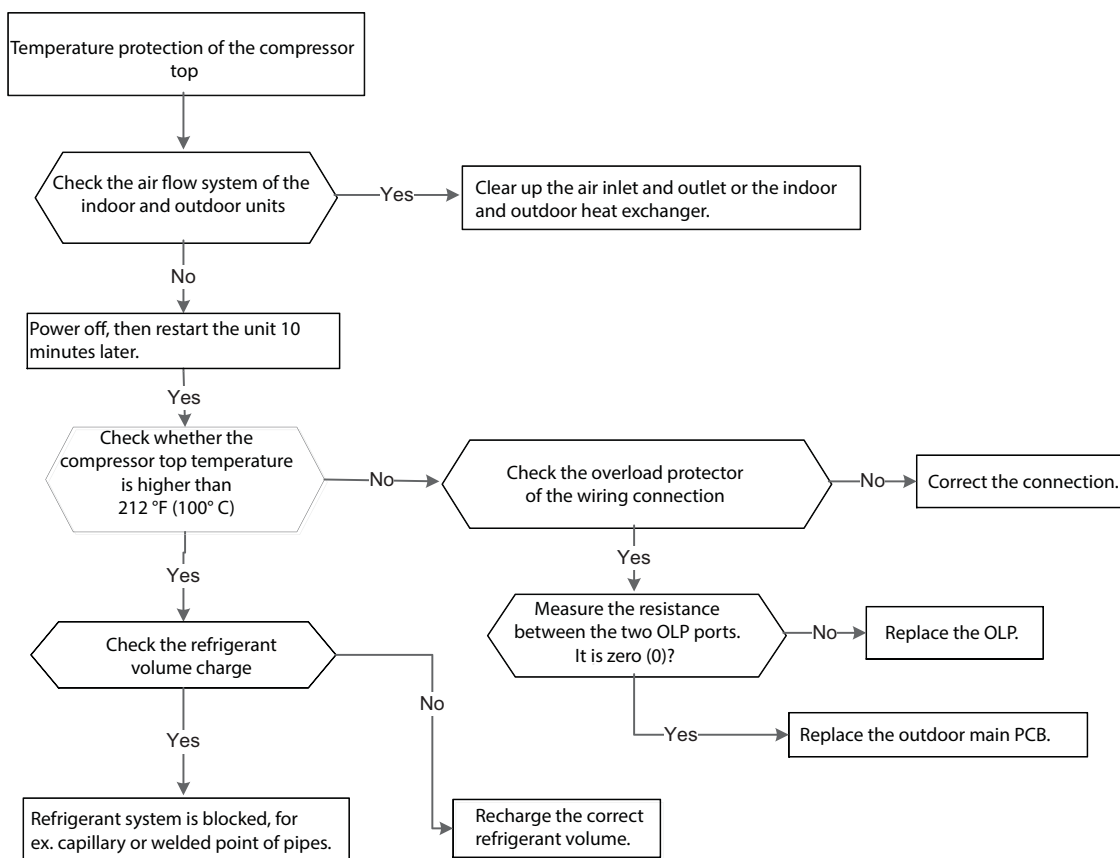 Temperature protection of the compressor
top
Check the air flow system of the
indoor and outdoor units
Yes
Clear up the air inlet and outlet or the indoor
and outdoor heat exchanger.
No
Power off, then restart the unit 10
minutes later.
Yes
Check whether the
compressor top temperature
is higher than
212 °F (100° C)
No
Check the overload protector
of the wiring connection
No
Correct the connection.
Yes
Yes
Measure the resistance
between the two OLP ports.
It is zero (0)?
No
Replace the OLP.
Check the refrigerant
volume charge
No
Yes
Replace the outdoor main PCB.
Yes
Refrigerant system is blocked, for
ex. capillary or welded point of pipes.
Recharge the correct
refrigerant volume.